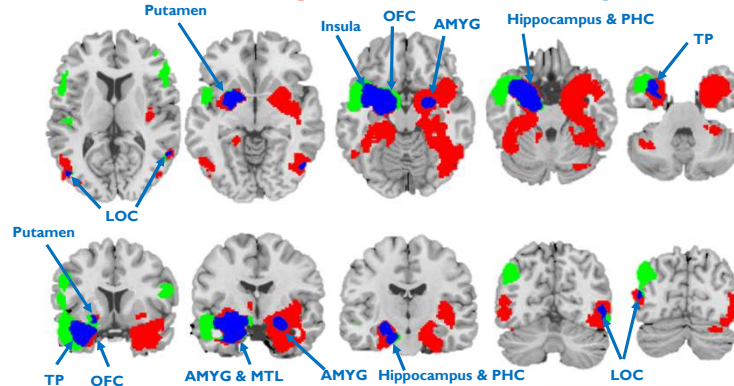 Putamen
Insula
OFC
AMYG
Hippocampus & PHC
TP
LOC
Putamen
TP
OFC
AMYG & MTL
AMYG
Hippocampus & PHC
LOC